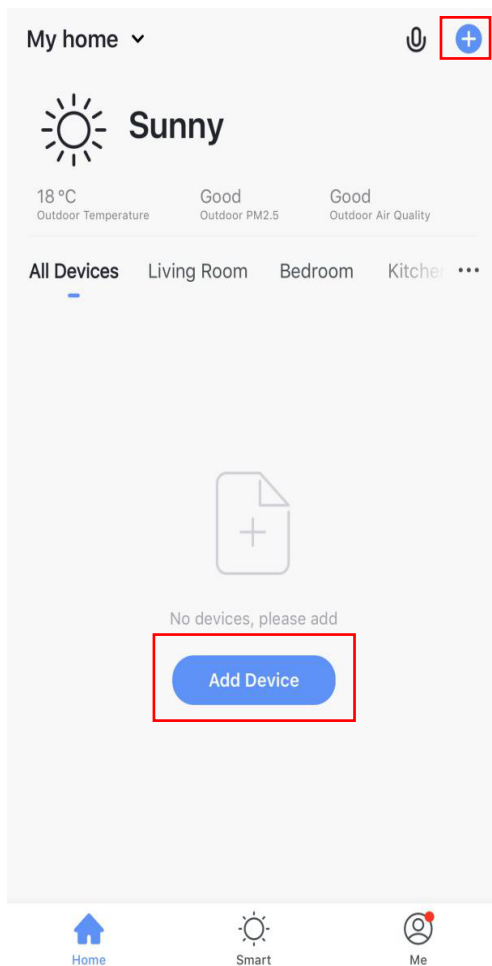 My home
Sunny
18 °C Good Good
Outdoor Temperature Outdoor PM2.5 Outdoor Air Quality
All Devices Living Room Bedroom Kitchen
No devices, please add
Add Device
Home Smart Me